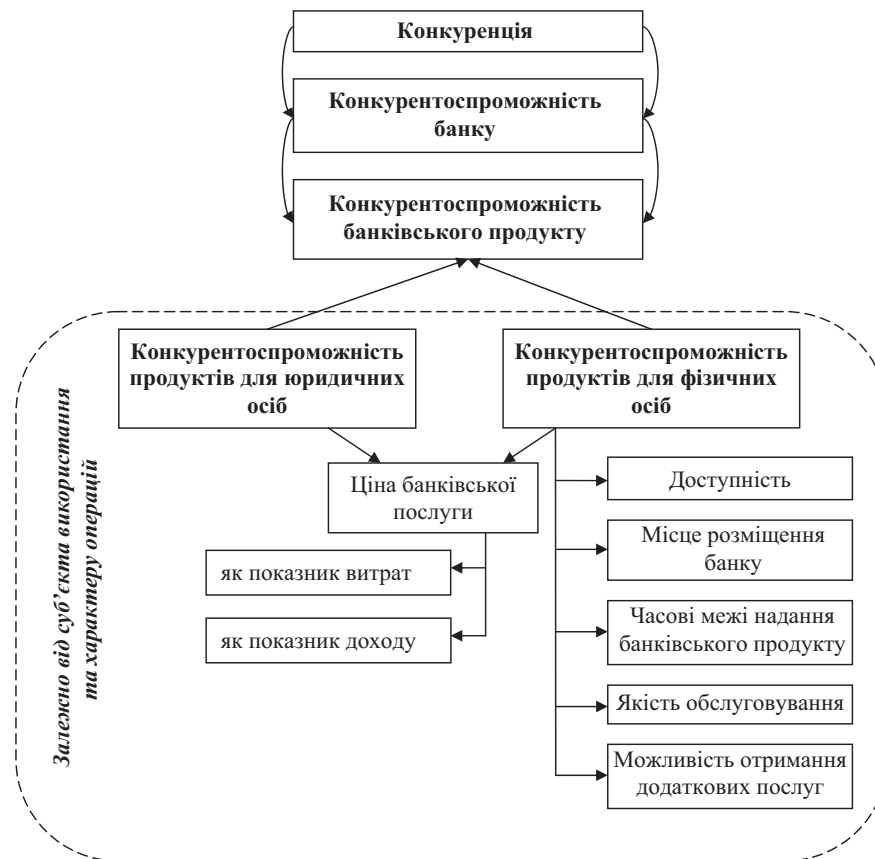 Конкуренція
Конкурентоспроможність
банку
Конкурентоспроможність
банківського продукту
Конкурентоспроможність
продуктів для юридичних
осіб
Конкурентоспроможність
продуктів для фізичних
осіб
Залежно від суб’єкта використання
та характеру операцій
Ціна банківської
послуги
як показник витрат
як показник доходу
Доступність
Місце розміщення
банку
Часові межі надання
банківського продукту
Якість обслуговування
Можливість отримання
додаткових послуг